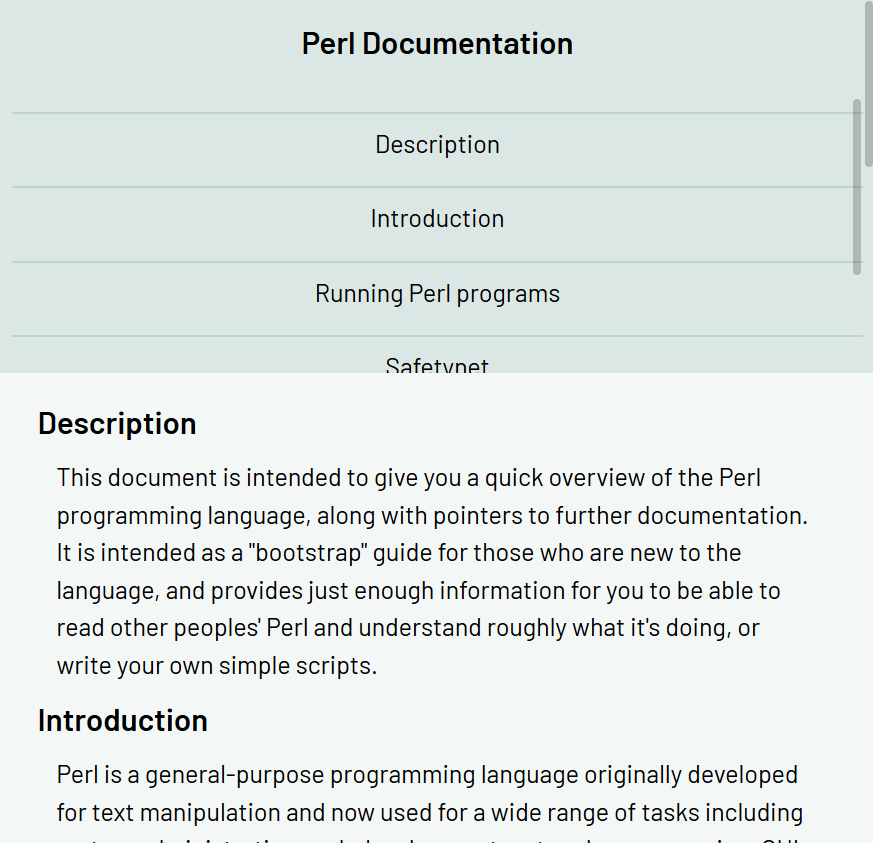 Perl Documentation
Description
Introduction
Running Perl programs
Safetynet
Description
This document is intended to give you a quick overview of the Perl
programming language, along with pointers to further documentation.
It is intended as a "bootstrap" guide for those who are new to the
language, and provides just enough information for you to be able to
read other peoples' Perl and understand roughly what it's doing, or
write your own simple scripts.
Introduction
Perl is a general-purpose programming language originally developed
for text manipulation and now used for a wide range of tasks including